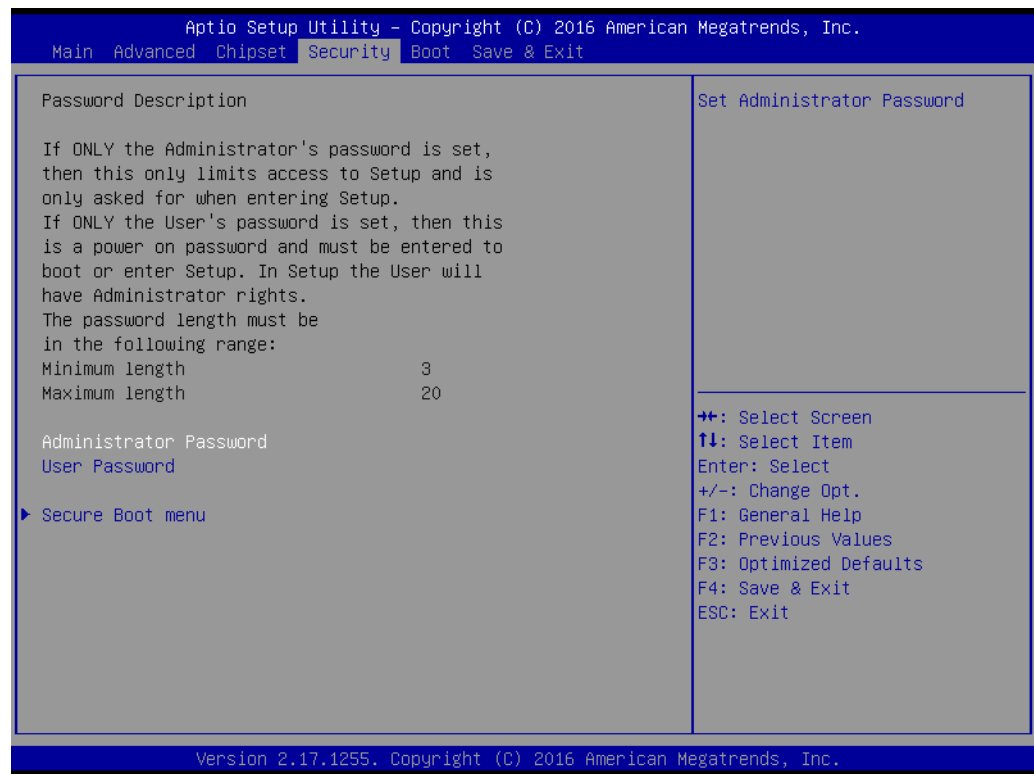 Aptio Setup Utility – Copyright (C) 2016 American Megatrends, Inc.
Main Advanced Chipset Security Boot Save & Exit
Password Description
If ONLY the Administrator's password is set,
then this only limits access to Setup and is
only asked for when entering Setup.
If ONLY the User's password is set, then this
is a power on password and must be entered to
boot or enter Setup. In Setup the User will
have Administrator rights.
The password length must be
in the following range:
Minimum length 3
Maximum length 20
Administrator Password
User Password
Secure Boot menu
Set Administrator Password
→←: Select Screen
↑↓: Select Item
Enter: Select
+/-: Change Opt.
F1: General Help
F2: Previous Values
F3: Optimized Defaults
F4: Save & Exit
ESC: Exit
Version 2.17.1255. Copyright (C) 2016 American Megatrends, Inc.